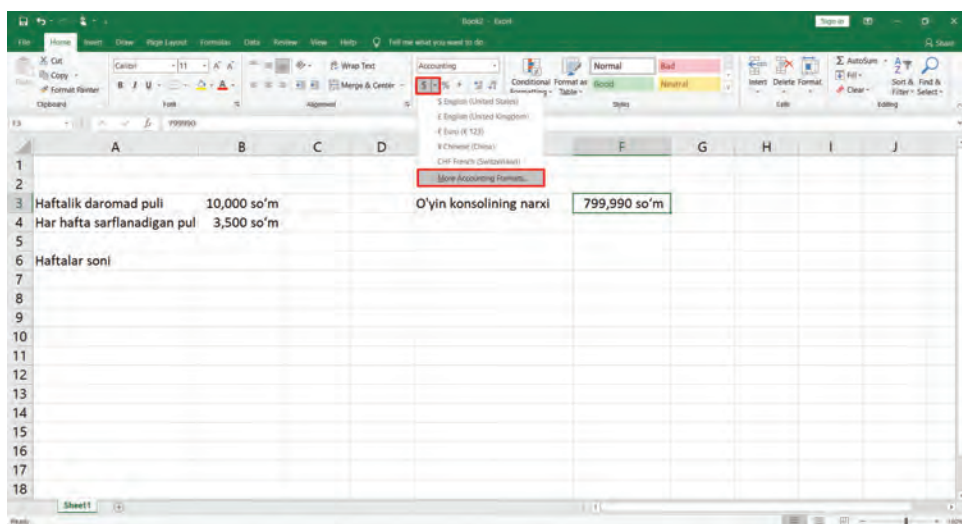 Book2 - Excel
Sign in
File Home Insert Draw Page Layout Formulas Data Review View Help Tell me what you want to do
Share
Cut
Copy
Format Painter
Clipboard
Calibri 11
B I U
Font
Wrap Text
Merge & Center
Alignment
Accounting
$ % ,
Conditional Formatting
Format as Table
Normal Bad
Good Neutral
Styles
Insert Delete Format
Cells
AutoSum
Fill
Clear
Sort & Filter
Find & Select
Editing
$ English (United States)
£ English (United Kingdom)
€ Euro (€ 123)
¥ Chinese (China)
CHF French (Switzerland)
More Accounting Formats...
F3 fx 799990
A B C D F G H I J
1
2
3 Haftalik daromad puli 10,000 so‘m O'yin konsolining narxi 799,990 so‘m
4 Har hafta sarflanadigan pul 3,500 so‘m
5
6 Haftalar soni
7
8
9
10
11
12
13
14
15
16
17
18
Sheet1